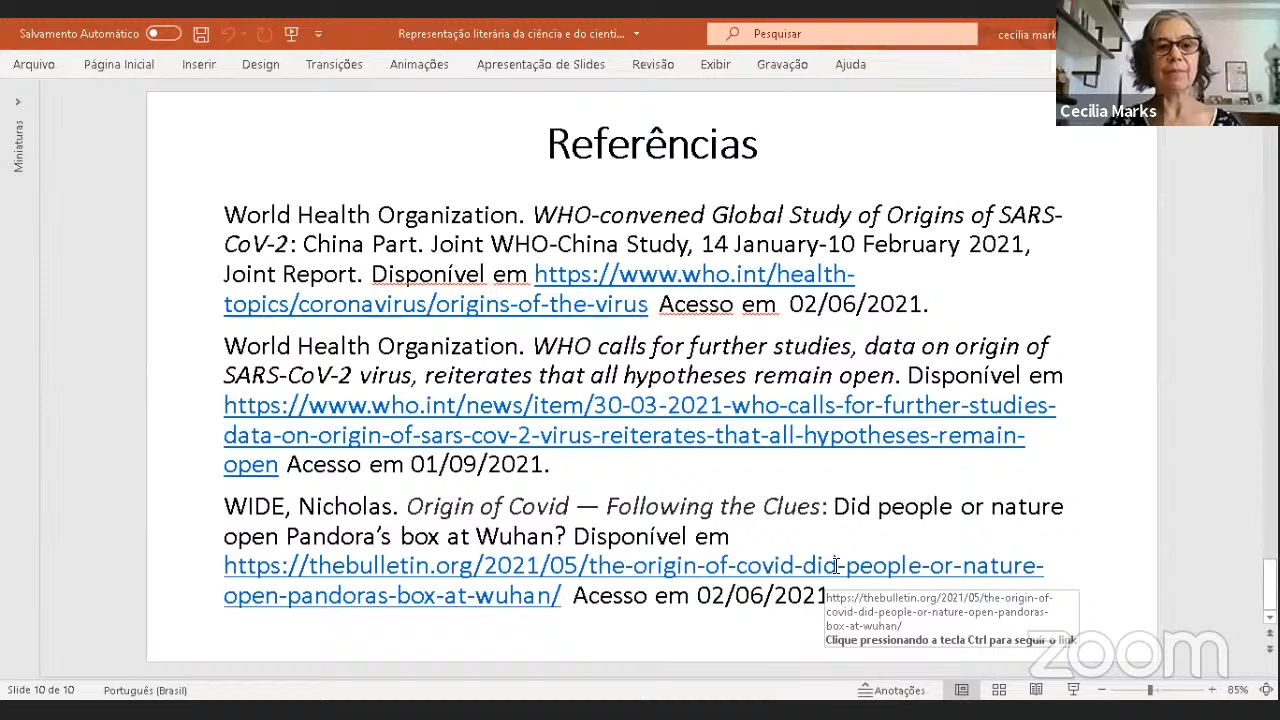 Salvamento Automático
Representação literária da ciência e do cienti...
Pesquisar
cecilia mark
Arquivo Página Inicial Inserir Design Transições Animações Apresentação de Slides Revisão Exibir Gravação Ajuda
Cecilia Marks
Miniaturas
Referências
World Health Organization. WHO-convened Global Study of Origins of SARS-
CoV-2: China Part. Joint WHO-China Study, 14 January-10 February 2021,
Joint Report. Disponível em https://www.who.int/health-
topics/coronavirus/origins-of-the-virus Acesso em 02/06/2021.
World Health Organization. WHO calls for further studies, data on origin of
SARS-CoV-2 virus, reiterates that all hypotheses remain open. Disponível em
https://www.who.int/news/item/30-03-2021-who-calls-for-further-studies-
data-on-origin-of-sars-cov-2-virus-reiterates-that-all-hypotheses-remain-
open Acesso em 01/09/2021.
WIDE, Nicholas. Origin of Covid — Following the Clues: Did people or nature
open Pandora’s box at Wuhan? Disponível em
https://thebulletin.org/2021/05/the-origin-of-covid-did-people-or-nature-
open-pandoras-box-at-wuhan/ Acesso em 02/06/2021
https://thebulletin.org/2021/05/the-origin-of-
covid-did-people-or-nature-open-pandoras-
box-at-wuhan/
Clique pressionando a tecla Ctrl para seguir o link
zoom
Slide 10 de 10 Português (Brasil) Anotações 85%